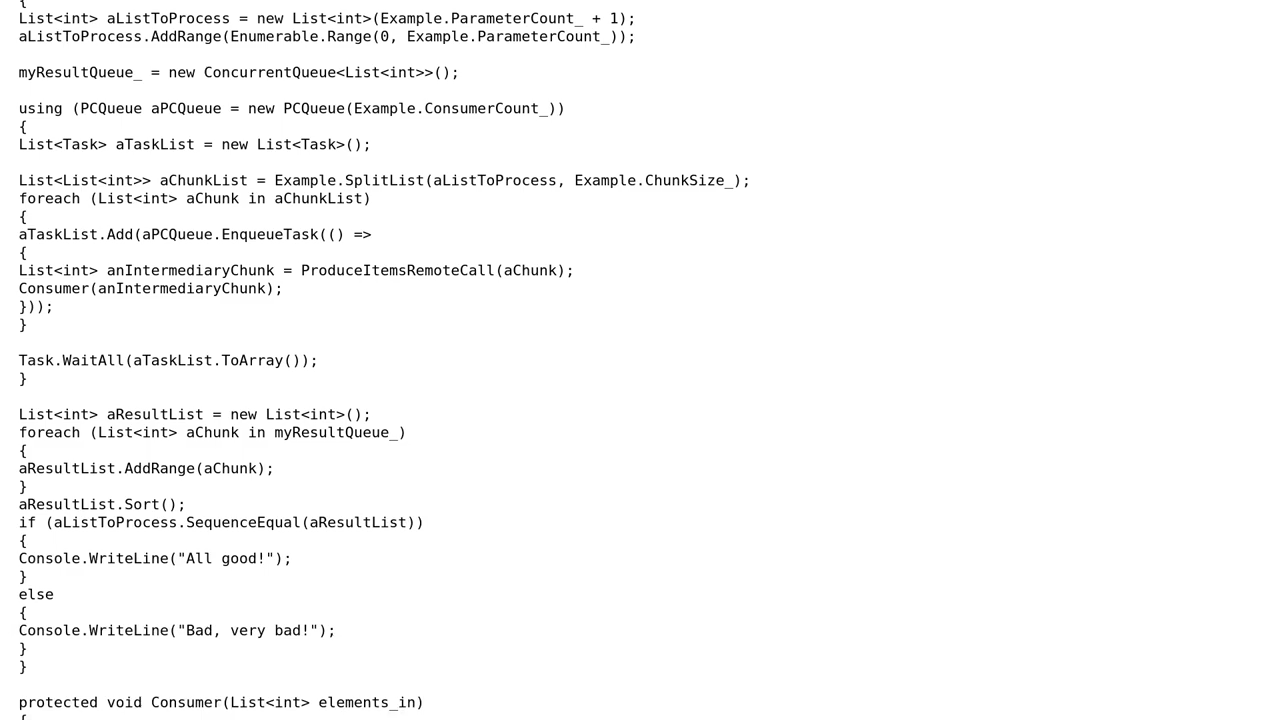 {
List<int> aListToProcess = new List<int>(Example.ParameterCount_ + 1);
aListToProcess.AddRange(Enumerable.Range(0, Example.ParameterCount_));

myResultQueue_ = new ConcurrentQueue<List<int>>();

using (PCQueue aPCQueue = new PCQueue(Example.ConsumerCount_))
{
List<Task> aTaskList = new List<Task>();

List<List<int>> aChunkList = Example.SplitList(aListToProcess, Example.ChunkSize_);
foreach (List<int> aChunk in aChunkList)
{
aTaskList.Add(aPCQueue.EnqueueTask(() =>
{
List<int> anIntermediaryChunk = ProduceItemsRemoteCall(aChunk);
Consumer(anIntermediaryChunk);
}));
}

Task.WaitAll(aTaskList.ToArray());
}

List<int> aResultList = new List<int>();
foreach (List<int> aChunk in myResultQueue_)
{
aResultList.AddRange(aChunk);
}
aResultList.Sort();
if (aListToProcess.SequenceEqual(aResultList))
{
Console.WriteLine("All good!");
}
else
{
Console.WriteLine("Bad, very bad!");
}
}

protected void Consumer(List<int> elements_in)
{